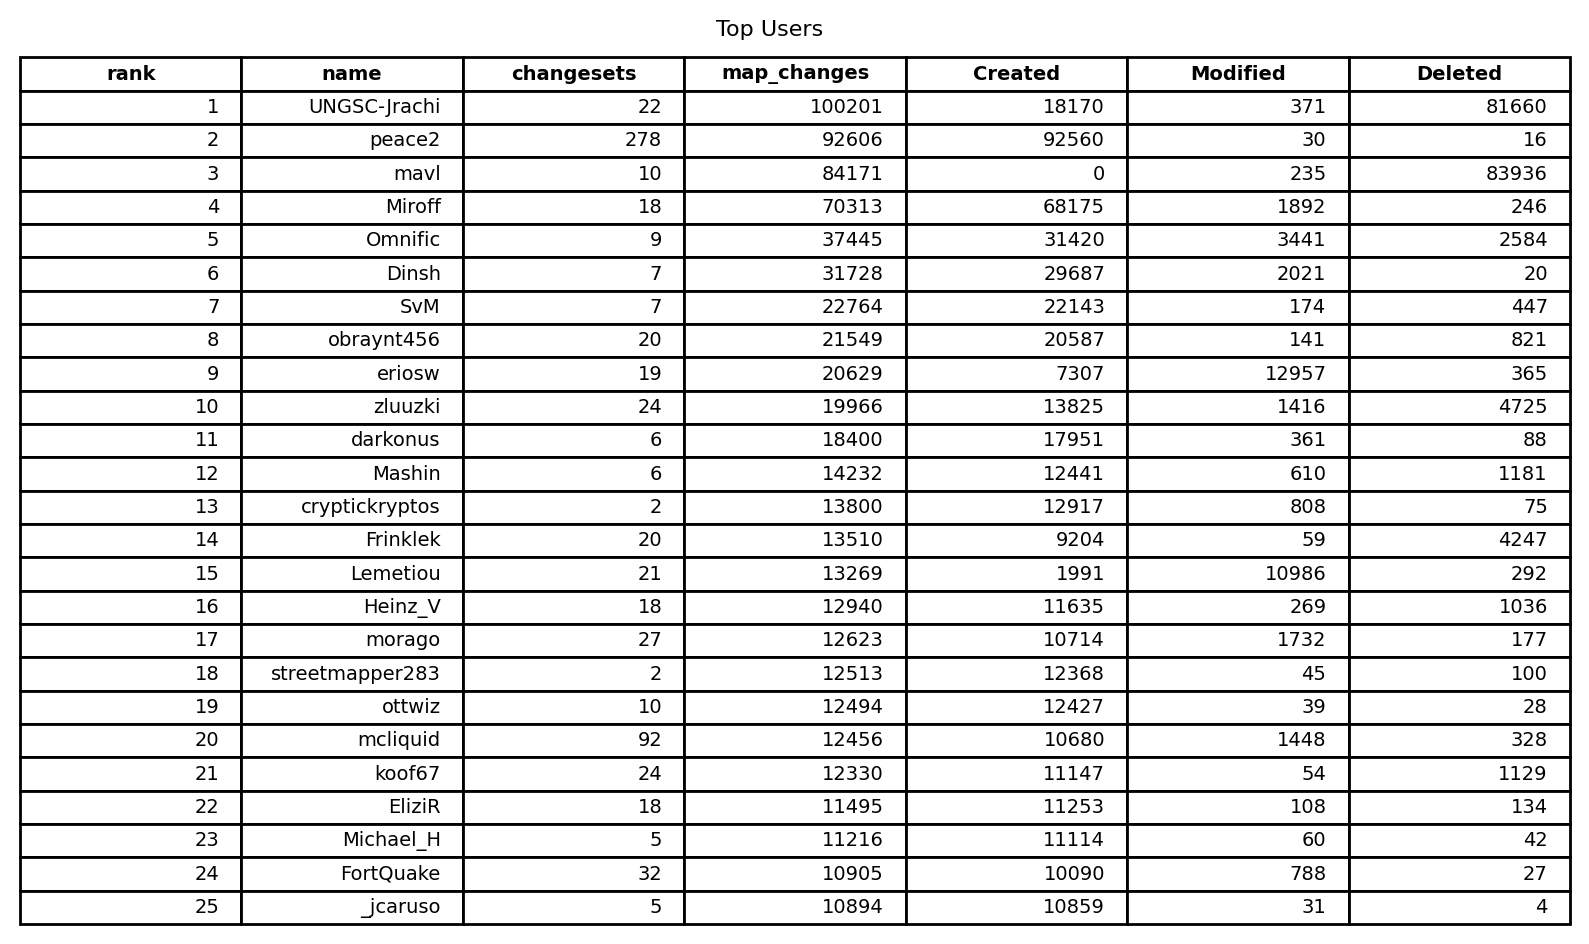 Top Users
rank name changesets map_changes Created Modified Deleted
1 UNGSC-Jrachi 22 100201 18170 371 81660
2 peace2 278 92606 92560 30 16
3 mavl 10 84171 0 235 83936
4 Miroff 18 70313 68175 1892 246
5 Omnific 9 37445 31420 3441 2584
6 Dinsh 7 31728 29687 2021 20
7 SvM 7 22764 22143 174 447
8 obraynt456 20 21549 20587 141 821
9 eriosw 19 20629 7307 12957 365
10 zluuzki 24 19966 13825 1416 4725
11 darkonus 6 18400 17951 361 88
12 Mashin 6 14232 12441 610 1181
13 cryptickryptos 2 13800 12917 808 75
14 Frinklek 20 13510 9204 59 4247
15 Lemetiou 21 13269 1991 10986 292
16 Heinz_V 18 12940 11635 269 1036
17 morago 27 12623 10714 1732 177
18 streetmapper283 2 12513 12368 45 100
19 ottwiz 10 12494 12427 39 28
20 mcliquid 92 12456 10680 1448 328
21 koof67 24 12330 11147 54 1129
22 EliziR 18 11495 11253 108 134
23 Michael_H 5 11216 11114 60 42
24 FortQuake 32 10905 10090 788 27
25 _jcaruso 5 10894 10859 31 4